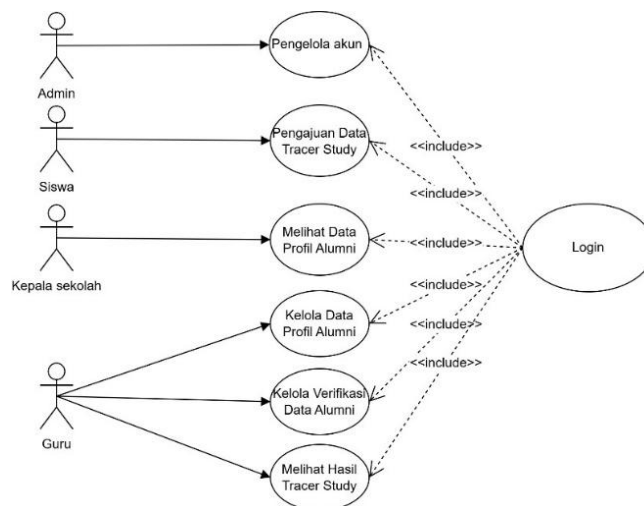 Admin
Pengelola akun
<<include>>
Siswa
Pengajuan Data
Tracer Study
<<include>>
Kepala sekolah
Melihat Data
Profil Alumni
<<include>>
Login
Kelola Data
Profil Alumni
<<include>>
<<include>>
Guru
Kelola Verifikasi
Data Alumni
<<include>>
Melihat Hasil
Tracer Study